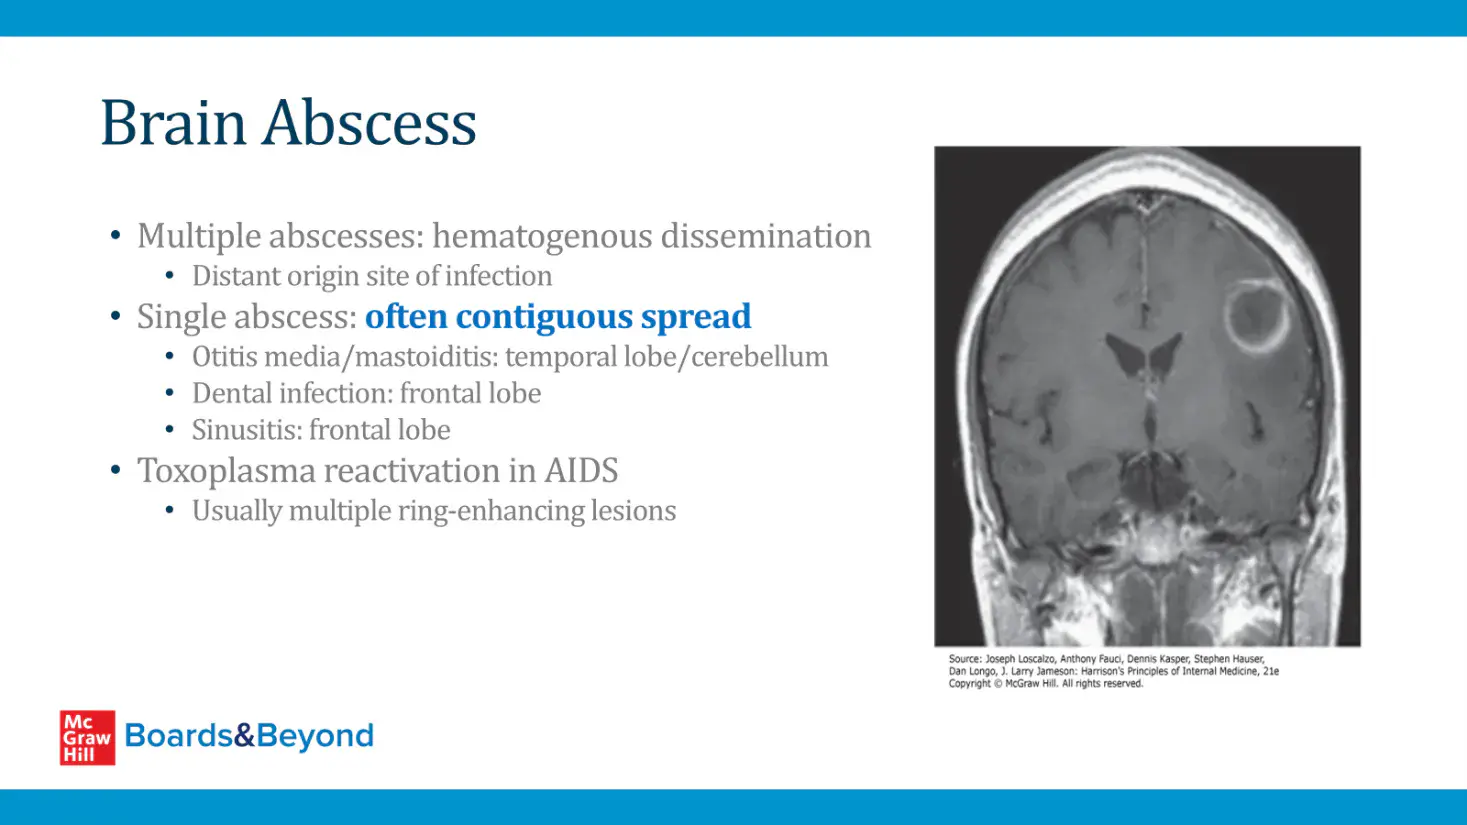 Brain Abscess
• Multiple abscesses: hematogenous dissemination
• Distant origin site of infection
• Single abscess: often contiguous spread
• Otitis media/mastoiditis: temporal lobe/cerebellum
• Dental infection: frontal lobe
• Sinusitis: frontal lobe
• Toxoplasma reactivation in AIDS
• Usually multiple ring-enhancing lesions
Source: Joseph Loscalzo, Anthony Fauci, Dennis Kasper, Stephen Hauser,
Dan Longo, J. Larry Jameson: Harrison's Principles of Internal Medicine, 21e
Copyright © McGraw Hill. All rights reserved.
Mc
Graw
Hill
Boards&Beyond